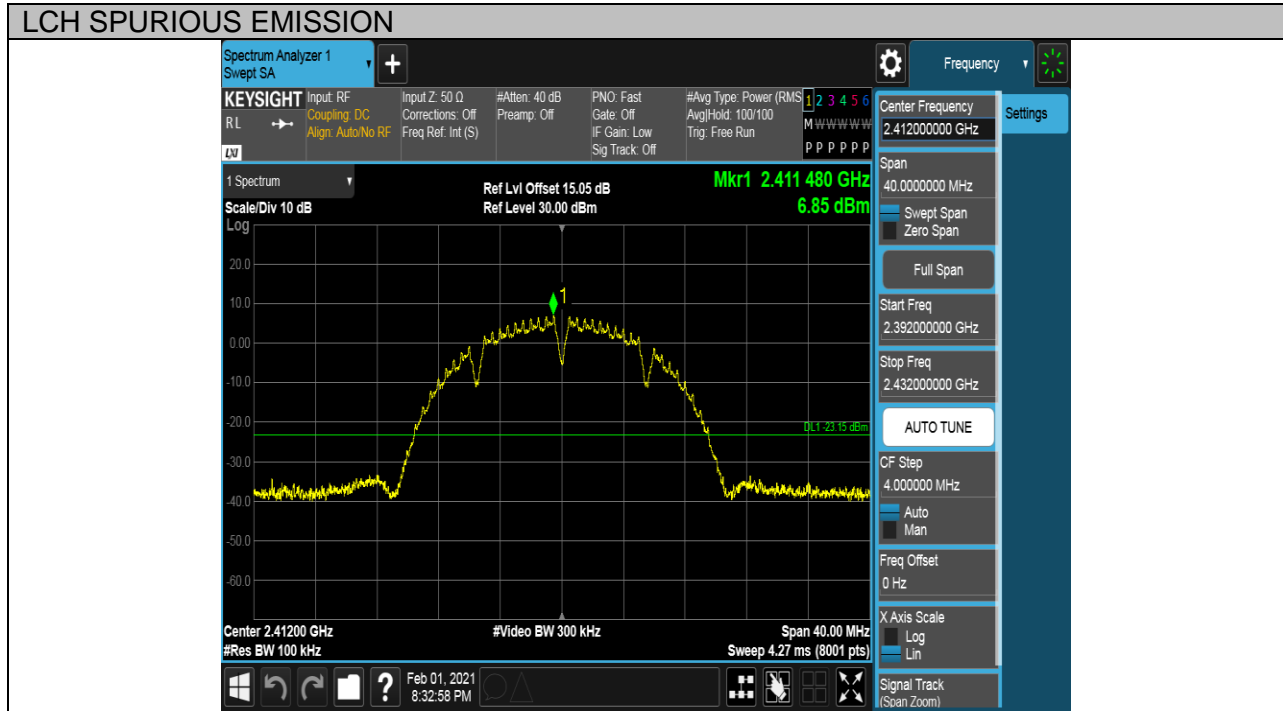 LCH SPURIOUS EMISSION
Spectrum Analyzer 1
Swept SA
Frequency
KEYSIGHT
RL
LXI
Input: RF
Coupling: DC
Align: Auto/No RF
Input Z: 50 Ω
Corrections: Off
Freq Ref: Int (S)
#Atten: 40 dB
Preamp: Off
PNO: Fast
Gate: Off
IF Gain: Low
Sig Track: Off
#Avg Type: Power (RMS
Avg|Hold: 100/100
Trig: Free Run
1 2 3 4 5 6
M W W W W W
P P P P P P
1 Spectrum
Scale/Div 10 dB
Ref Lvl Offset 15.05 dB
Ref Level 30.00 dBm
Mkr1 2.411 480 GHz
6.85 dBm
Log
20.0
10.0
0.00
-10.0
-20.0
-30.0
-40.0
-50.0
-60.0
1
DL1 -23.15 dBm
Center 2.41200 GHz
#Res BW 100 kHz
#Video BW 300 kHz
Span 40.00 MHz
Sweep 4.27 ms (8001 pts)
Feb 01, 2021
8:32:58 PM
Center Frequency
2.412000000 GHz
Settings
Span
40.0000000 MHz
Swept Span
Zero Span
Full Span
Start Freq
2.392000000 GHz
Stop Freq
2.432000000 GHz
AUTO TUNE
CF Step
4.000000 MHz
Auto
Man
Freq Offset
0 Hz
X Axis Scale
Log
Lin
Signal Track
(Span Zoom)